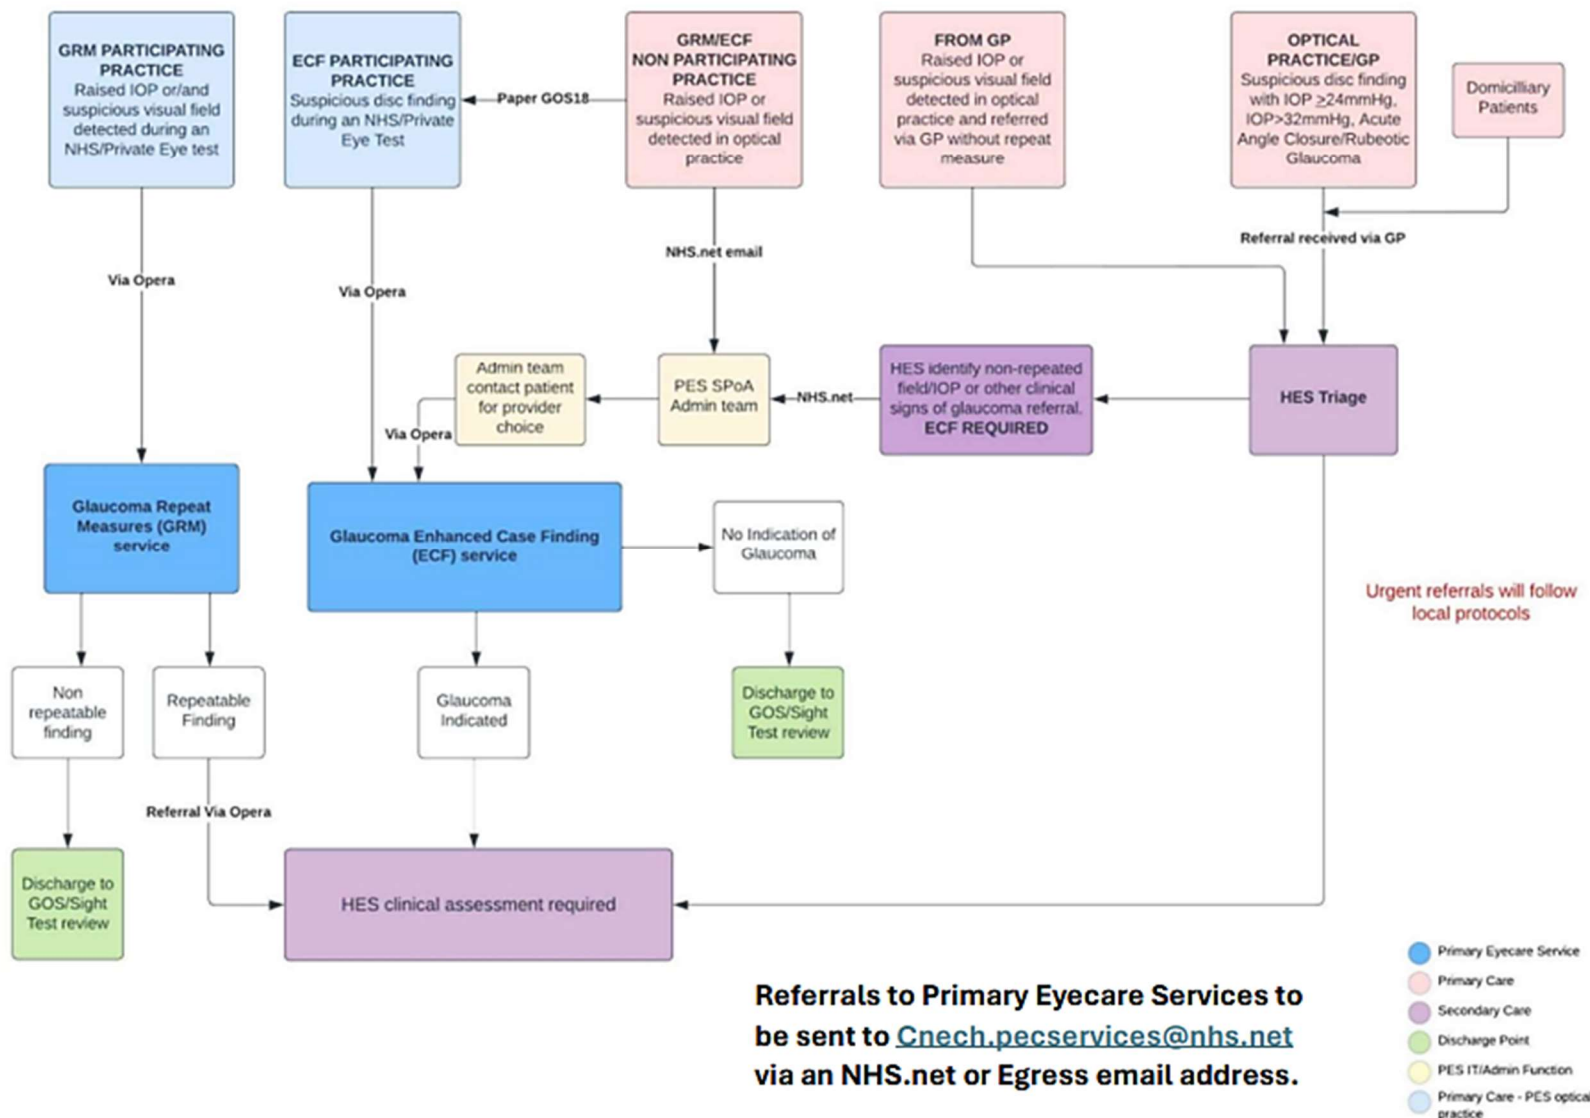 GRM PARTICIPATING
PRACTICE
Raised IOP or/and
suspicious visual field
detected during an
NHS/Private Eye test
ECF PARTICIPATING
PRACTICE
Suspicious disc finding
during an NHS/Private
Eye Test
Paper GOS18
GRM/ECF
NON PARTICIPATING
PRACTICE
Raised IOP or
suspicious visual field
detected in optical
practice
FROM GP
Raised IOP or
suspicious visual field
detected in optical
practice and referred
via GP without repeat
measure
OPTICAL
PRACTICE/GP
Suspicious disc finding
with IOP ≥24mmHg,
IOP>32mmHg, Acute
Angle Closure/Rubeotic
Glaucoma
Domicilliary
Patients
Via Opera
Via Opera
NHS.net email
Referral received via GP
Admin team
contact patient
for provider
choice
Via Opera
PES SPoA
Admin team
NHS.net
HES identify non-repeated
field/IOP or other clinical
signs of glaucoma referral.
ECF REQUIRED
HES Triage
Glaucoma Repeat
Measures (GRM)
service
Glaucoma Enhanced Case Finding
(ECF) service
No Indication of
Glaucoma
Urgent referrals will follow
local protocols
Non
repeatable
finding
Repeatable
Finding
Glaucoma
Indicated
Discharge to
GOS/Sight
Test review
Referral Via Opera
Discharge to
GOS/Sight
Test review
HES clinical assessment required
Referrals to Primary Eyecare Services to
be sent to Cnech.pecservices@nhs.net
via an NHS.net or Egress email address.
Primary Eyecare Service
Primary Care
Secondary Care
Discharge Point
PES IT/Admin Function
Primary Care - PES optical
practice